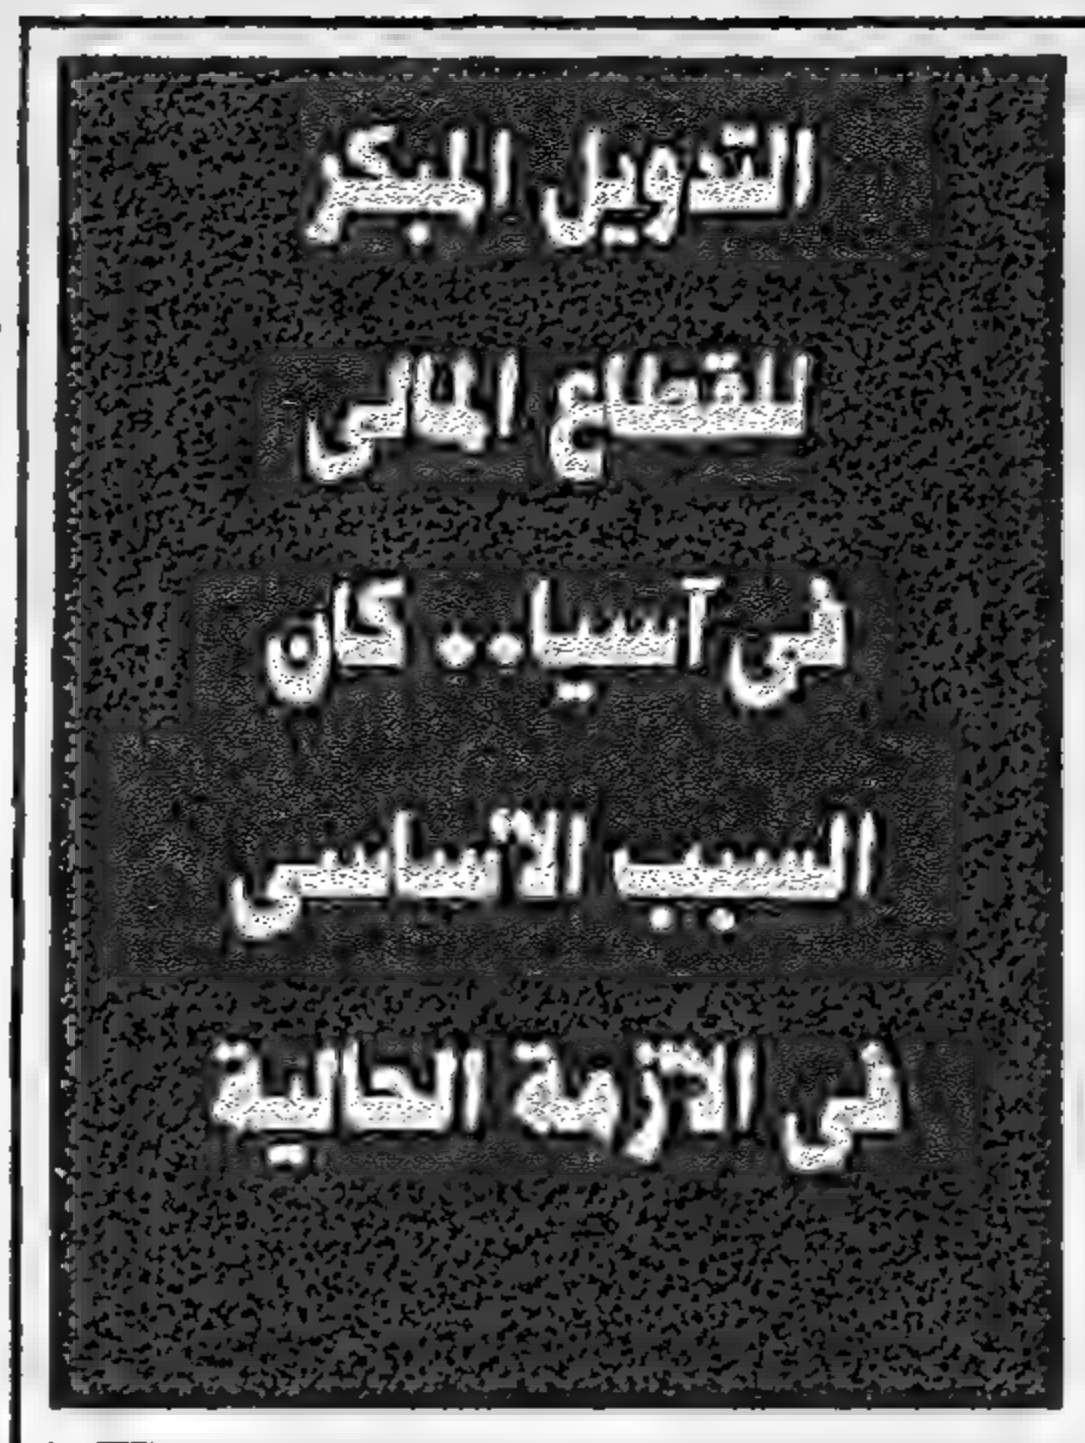 التدويل المبكر
للقطاع المالى
فى آسيا.. كان
السبب الأساسى
فى الأزمة الحالية